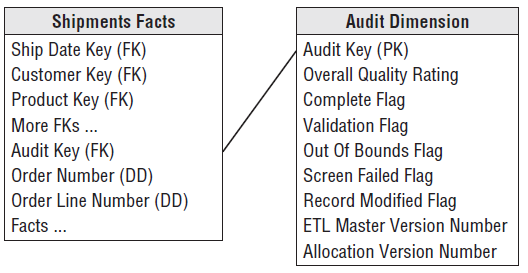 Shipments Facts
Ship Date Key (FK)
Customer Key (FK)
Product Key (FK)
More FKs ...
Audit Key (FK)
Order Number (DD)
Order Line Number (DD)
Facts ...
Audit Dimension
Audit Key (PK)
Overall Quality Rating
Complete Flag
Validation Flag
Out Of Bounds Flag
Screen Failed Flag
Record Modified Flag
ETL Master Version Number
Allocation Version Number